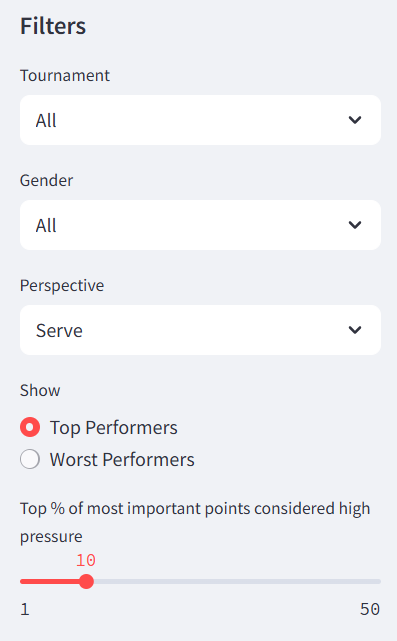 Filters
Tournament
All
Gender
All
Perspective
Serve
Show
Top Performers
Worst Performers
Top % of most important points considered high
pressure
10
1 50